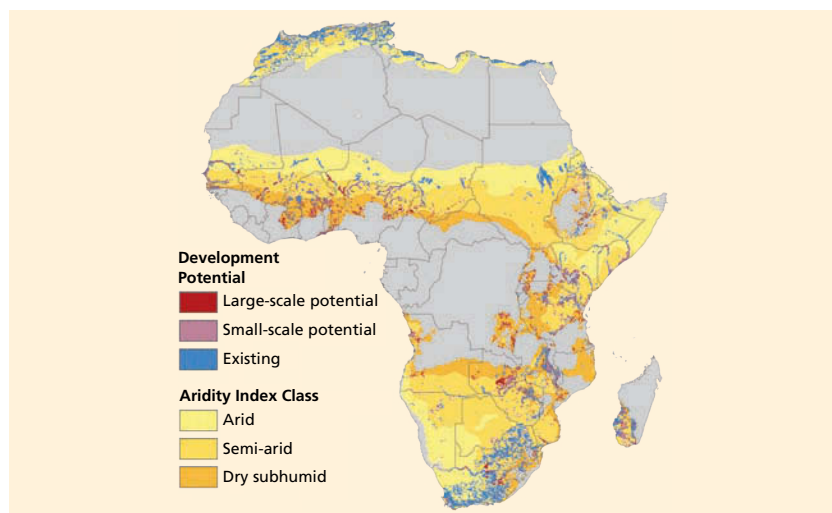 Development
Potential
Large-scale potential
Small-scale potential
Existing
Aridity Index Class
Arid
Semi-arid
Dry subhumid